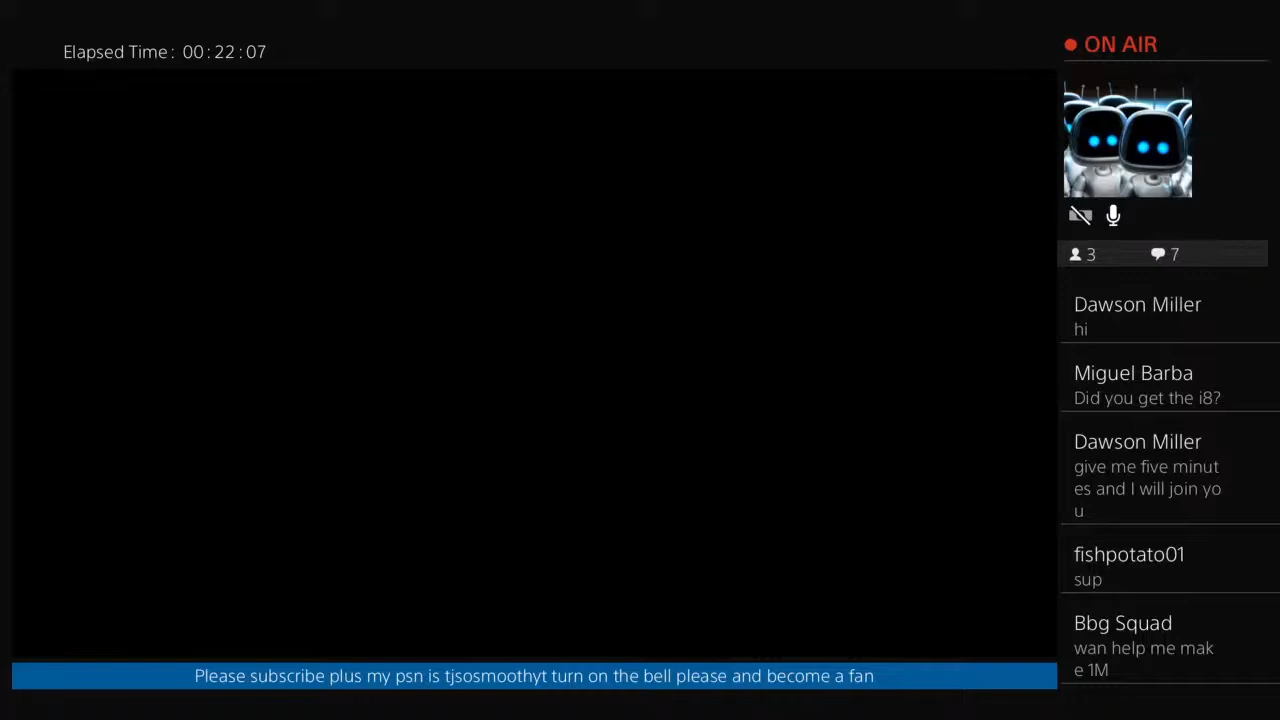 Elapsed Time: 00:22:07
ON AIR
3 7
Dawson Miller
hi
Miguel Barba
Did you get the i8?
Dawson Miller
give me five minut
es and I will join yo
u
fishpotato01
sup
Bbg Squad
wan help me mak
e 1M
Please subscribe plus my psn is tjsosmoothyt turn on the bell please and become a fan